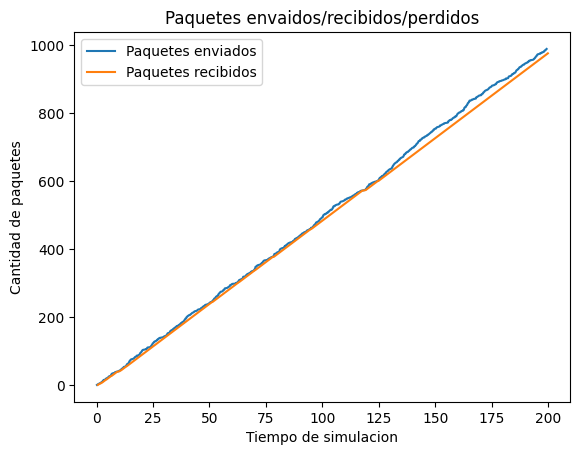 Paquetes envaidos/recibidos/perdidos
Paquetes enviados
Paquetes recibidos
Cantidad de paquetes
1000
800
600
400
200
0
0 25 50 75 100 125 150 175 200
Tiempo de simulacion